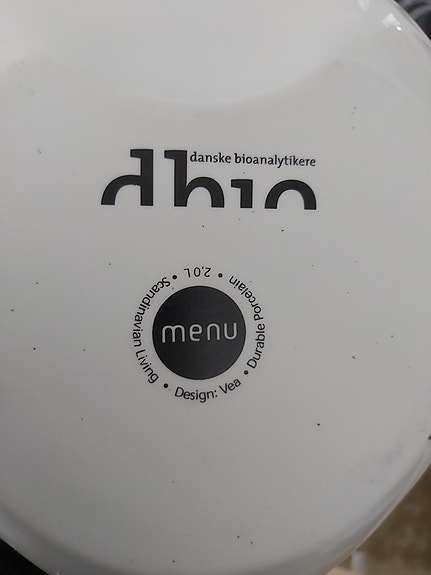 danske bioanalytikere
dbio
menu
Scandinavian Living • 2,0 L • Durable Porcelain • Design: Vea •